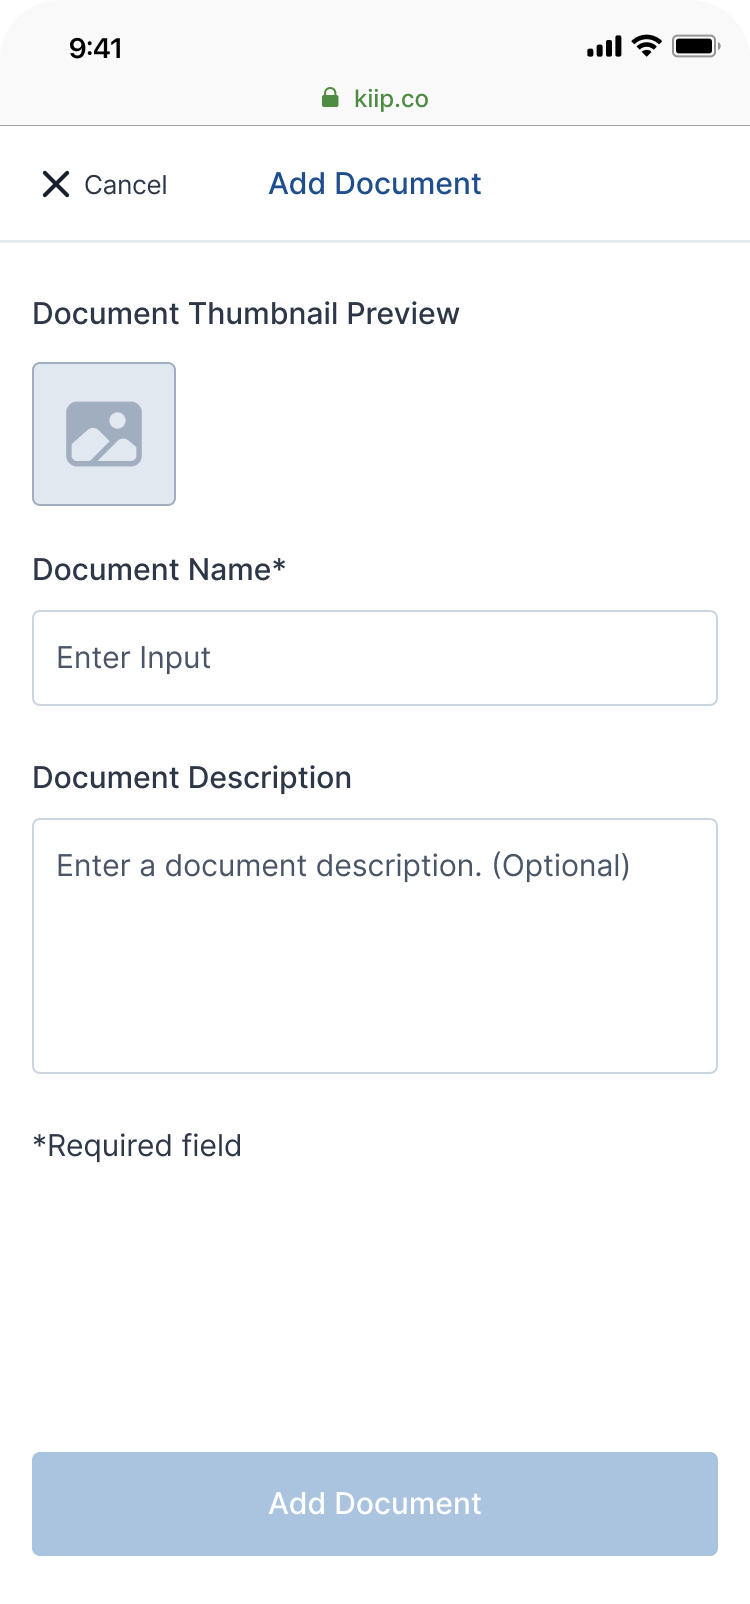 9:41
kiip.co
Cancel
Add Document
Document Thumbnail Preview
Document Name*
Enter Input
Document Description
Enter a document description. (Optional)
*Required field
Add Document